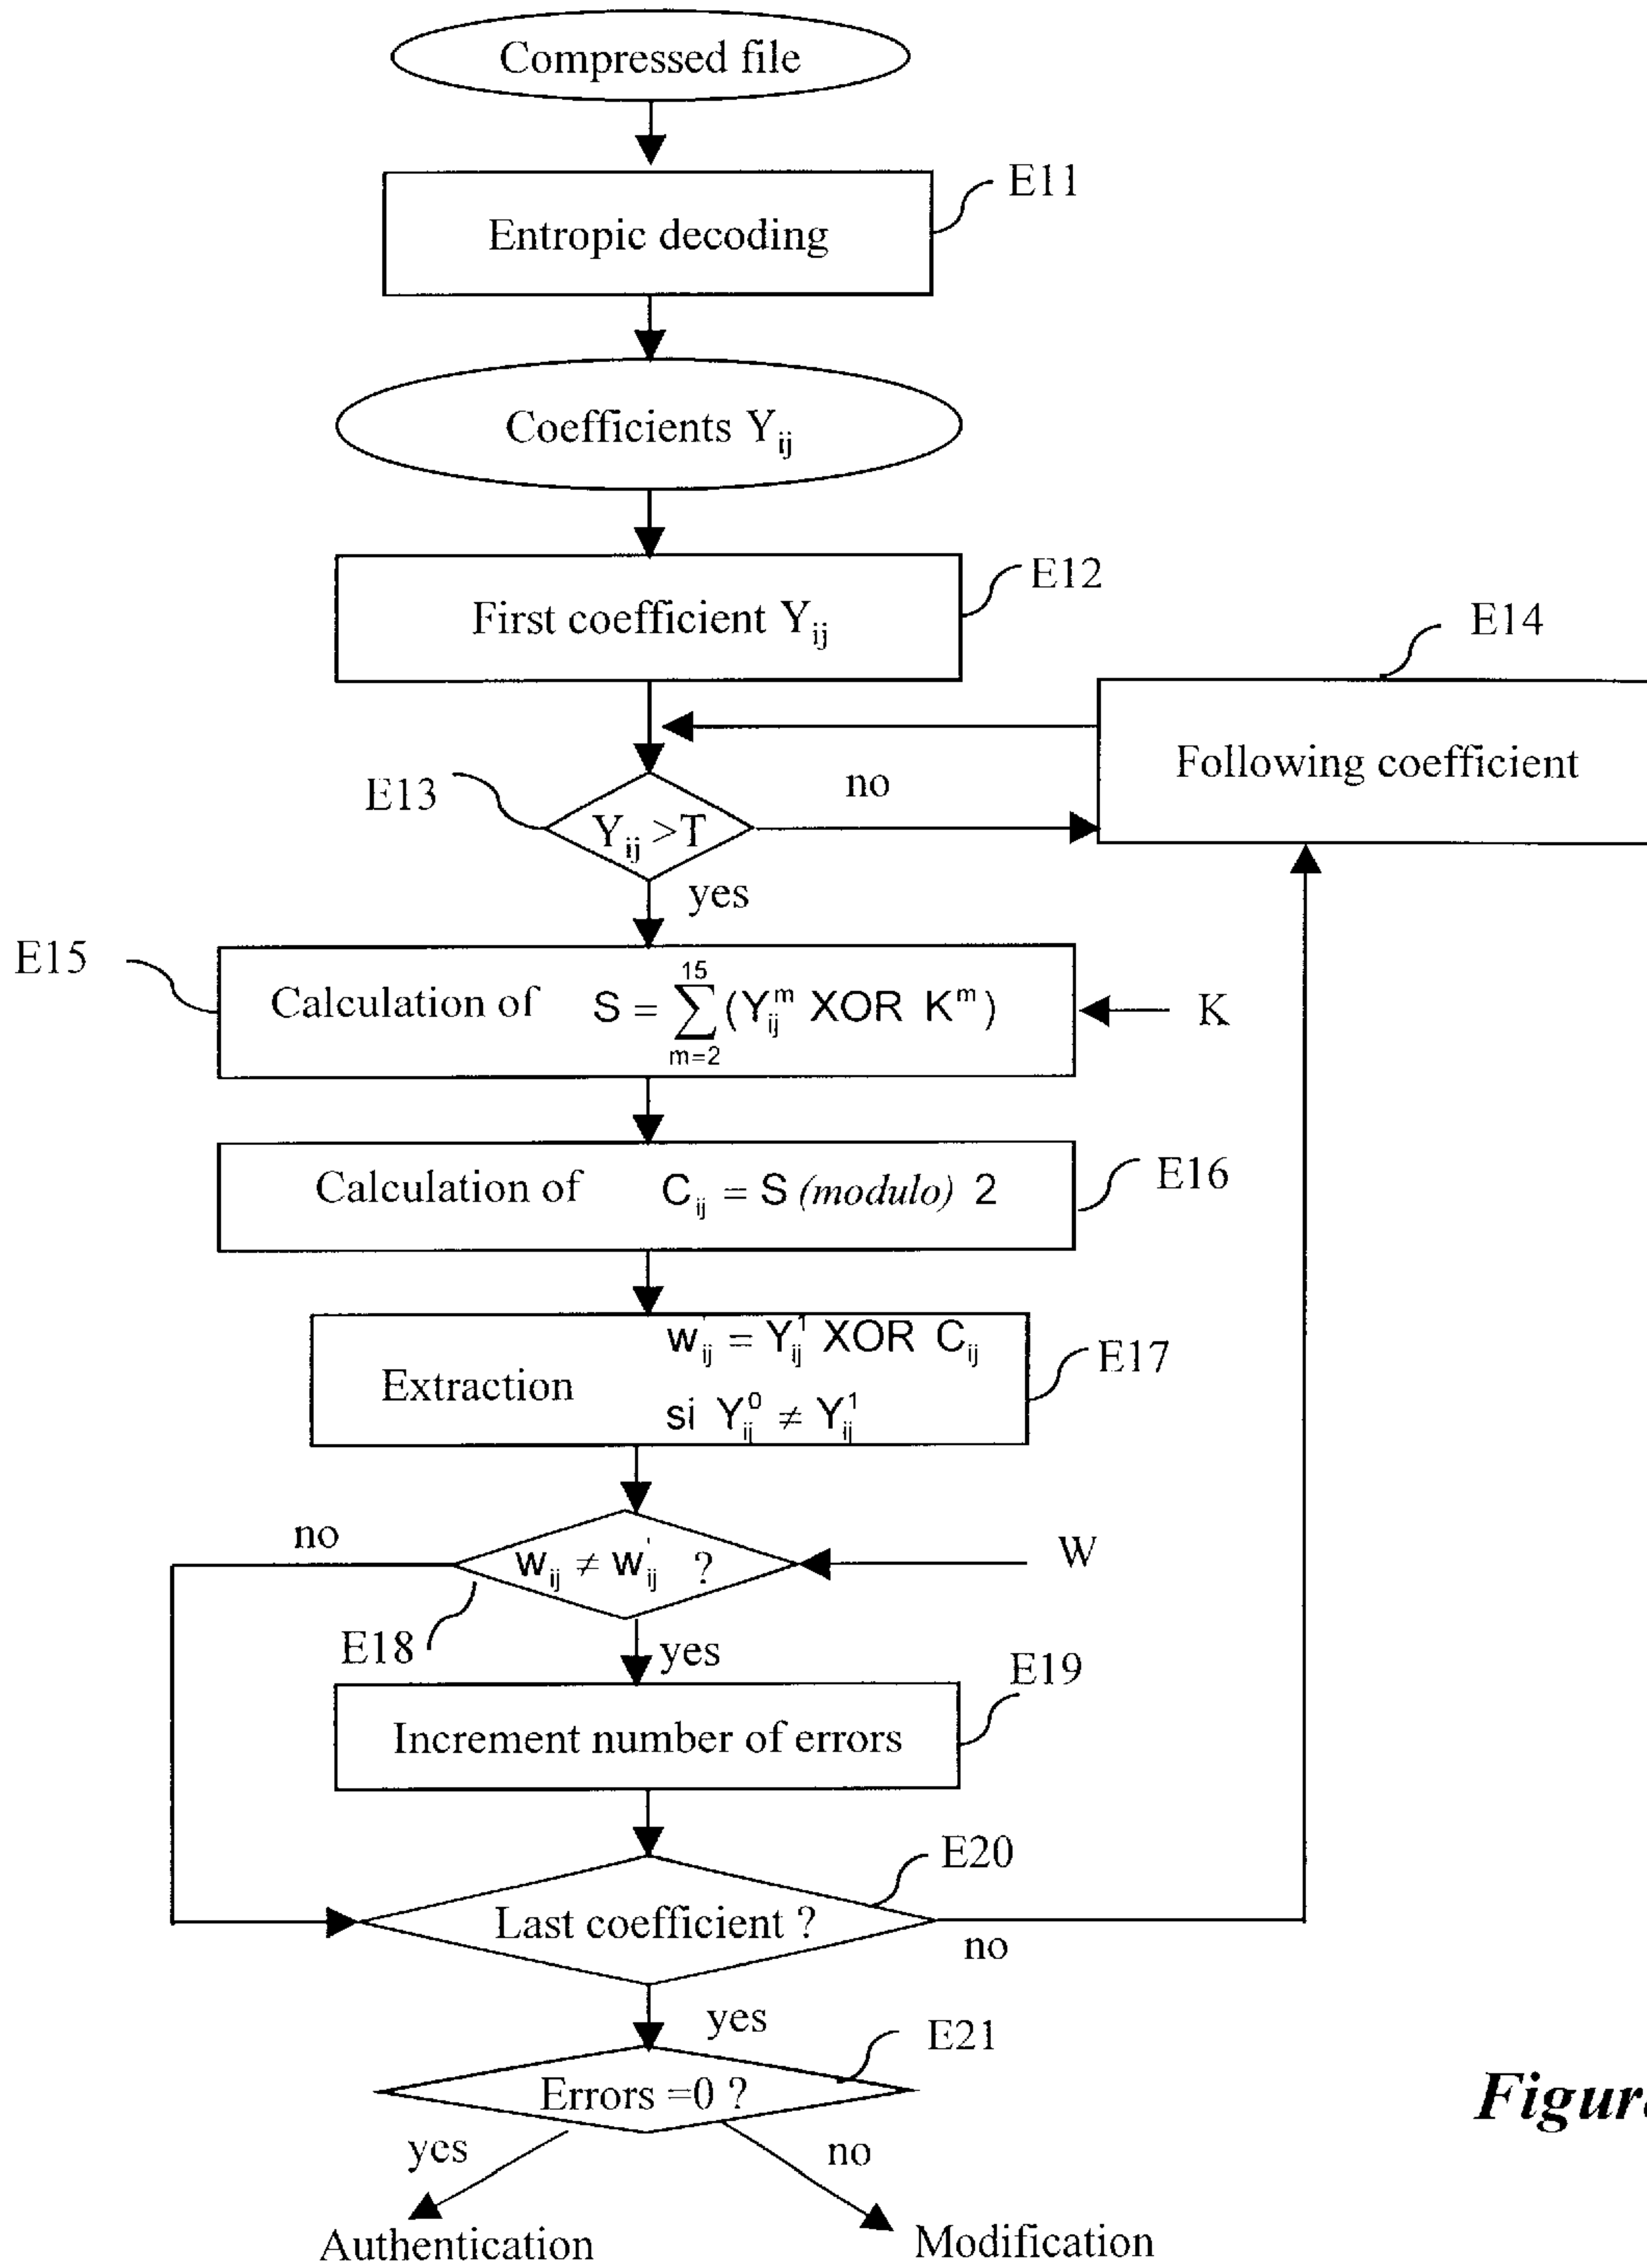 Compressed file
E11
Entropic decoding
Coefficients Y_ij
E12
First coefficient Y_ij
E14
Following coefficient
no
E13
Y_ij >T
yes
E15
Calculation of S = ∑_{m=2}^{15} (Y_ij^m XOR K^m)
K
Calculation of C_ij = S (modulo) 2
E16
w'_ij = Y_ij^1 XOR C_ij
E17
Extraction
si Y_ij^0 ≠ Y_ij^1
no
w_ij ≠ w'_ij ?
W
E18
yes
E19
Increment number of errors
E20
Last coefficient ?
no
yes
E21
Errors =0 ?
yes
no
Authentication
Modification